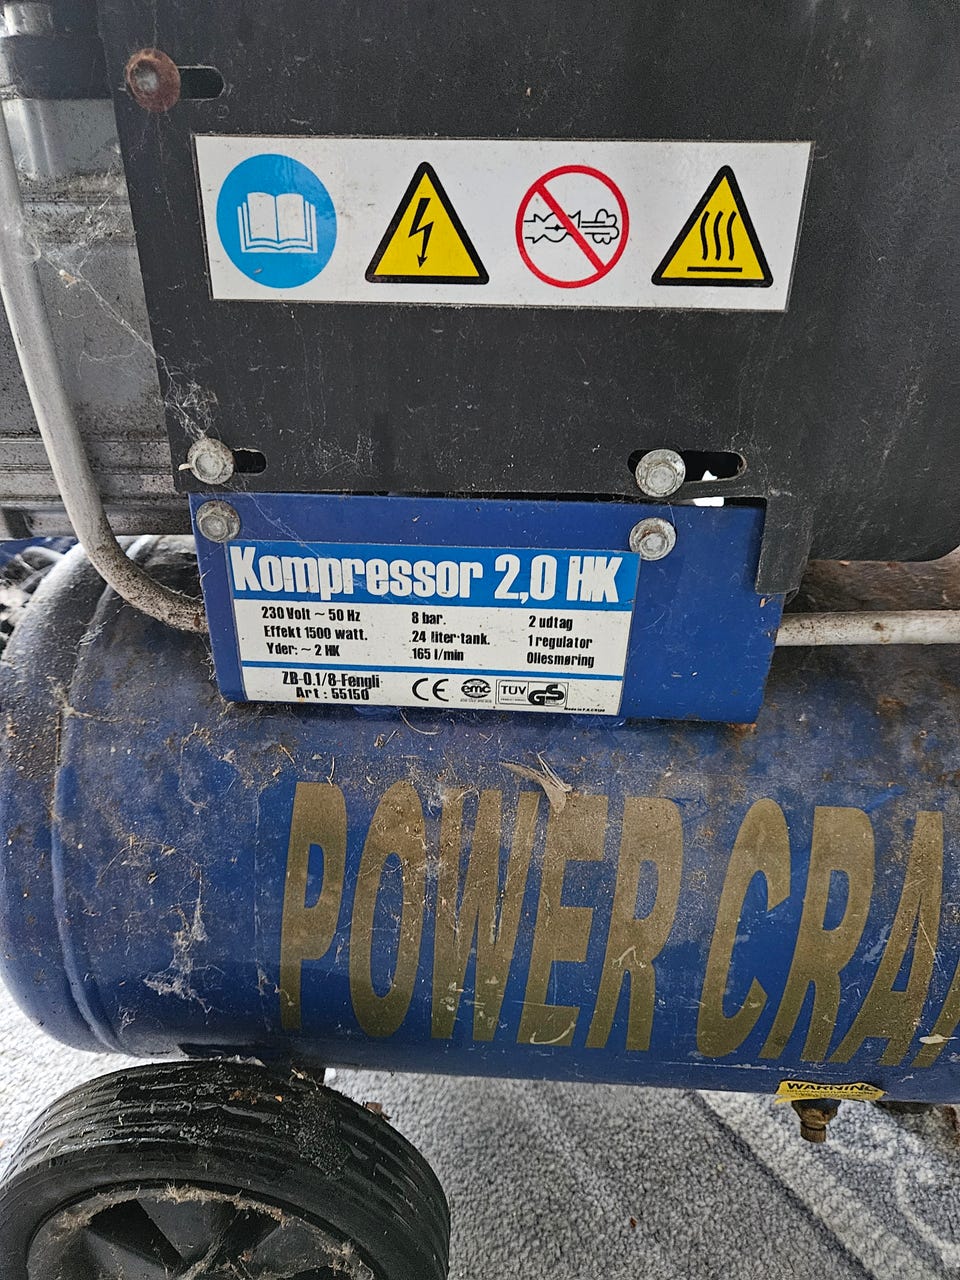 Kompressor 2,0 HK
230 Volt ~ 50 Hz 8 bar. 2 udtag
Effekt 1500 watt. 24 liter tank. 1 regulator
Yder: ~ 2 HK 165 l/min Oliesmøring
ZB-0.1/8-Fengli
Art : 55150
CE emc TÜV GS
Made in P.R.C
POWER CRA
WARNING